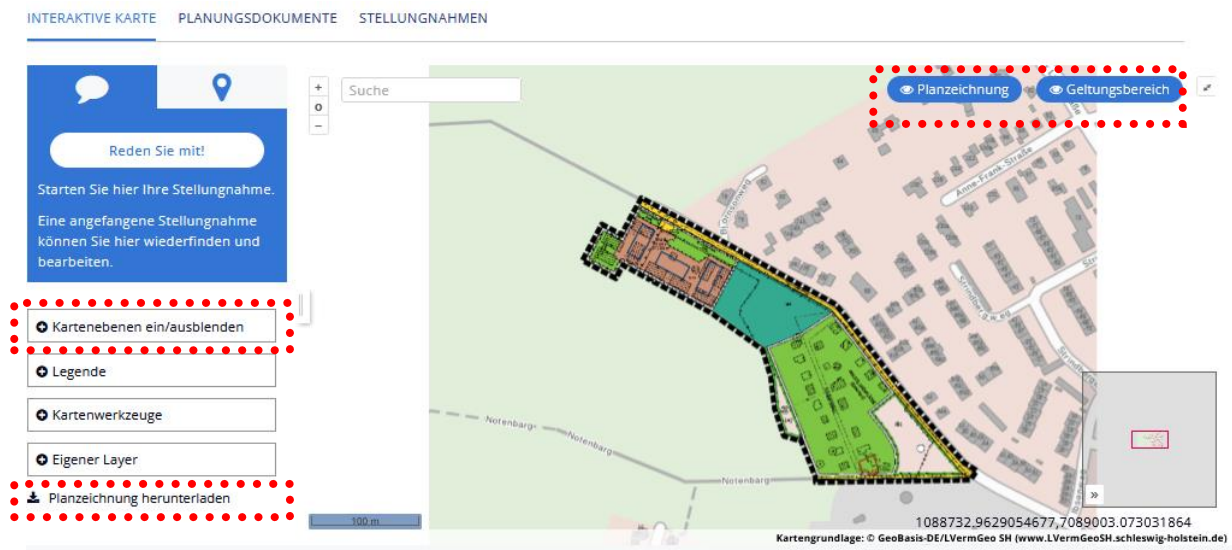 INTERAKTIVE KARTE PLANUNGSDOKUMENTE STELLUNGNAHMEN
Reden Sie mit!
Starten Sie hier Ihre Stellungnahme.
Eine angefangene Stellungnahme
können Sie hier wiederfinden und
bearbeiten.
Kartenebenen ein/ausblenden
Legende
Kartenwerkzeuge
Eigener Layer
Planzeichnung herunterladen
+
o
−
Suche
Planzeichnung
Geltungsbereich
Anne-Frank-Straße
Björnsonweg
Strindbergweg
Notenbarg
Notenbarg
Notenbarg
»
100 m
1088732,9629054677,7089003.073031864
Kartengrundlage: © GeoBasis-DE/LVermGeo SH (www.LVermGeoSH.schleswig-holstein.de)